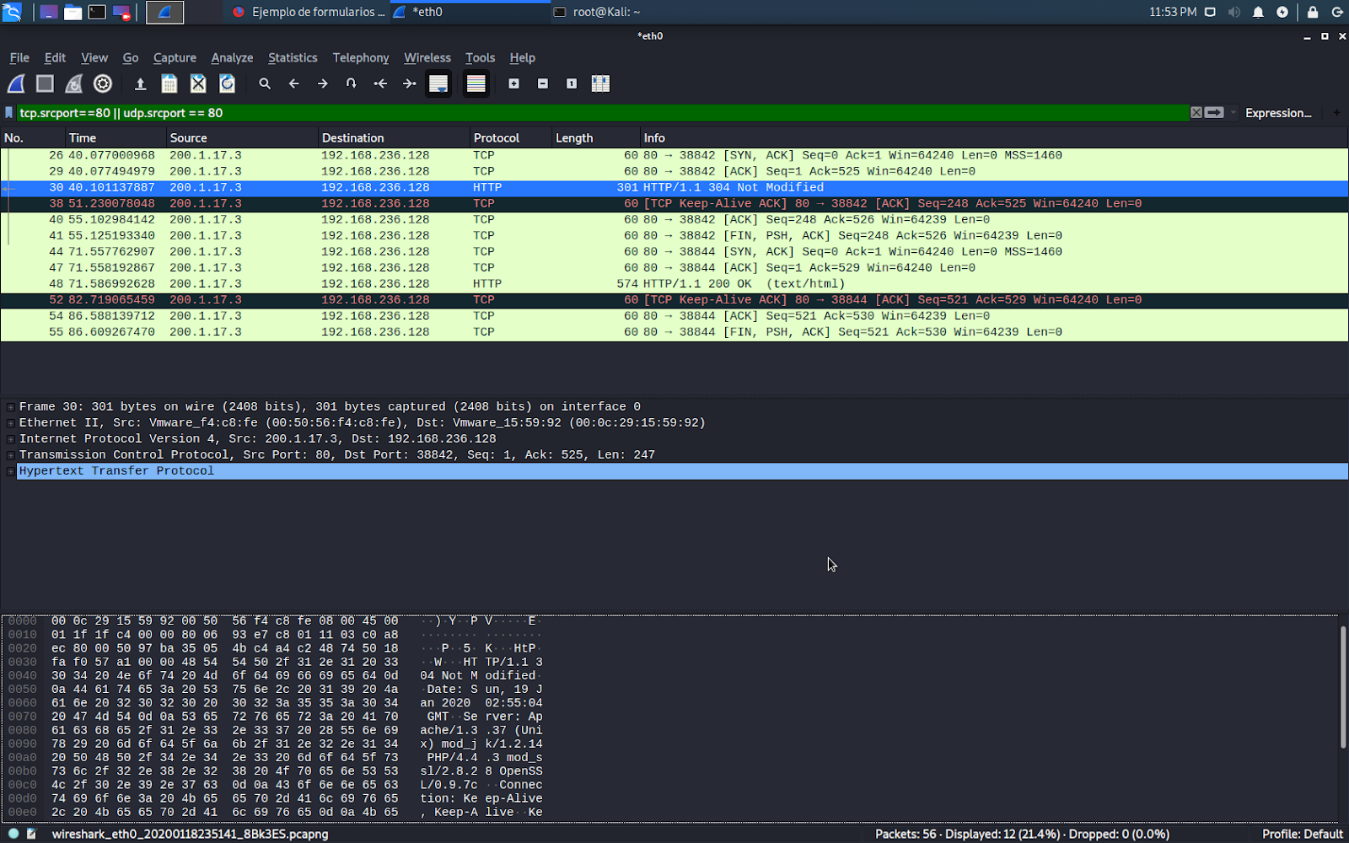 Ejemplo de formularios ... *eth0 root@Kali: ~ 11:53 PM
*eth0
File Edit View Go Capture Analyze Statistics Telephony Wireless Tools Help
tcp.srcport==80 || udp.srcport == 80 Expression...
No. Time Source Destination Protocol Length Info
26 40.077000968 200.1.17.3 192.168.236.128 TCP 60 80 → 38842 [SYN, ACK] Seq=0 Ack=1 Win=64240 Len=0 MSS=1460
29 40.077494979 200.1.17.3 192.168.236.128 TCP 60 80 → 38842 [ACK] Seq=1 Ack=525 Win=64240 Len=0
30 40.101137887 200.1.17.3 192.168.236.128 HTTP 301 HTTP/1.1 304 Not Modified
38 51.230078048 200.1.17.3 192.168.236.128 TCP 60 [TCP Keep-Alive ACK] 80 → 38842 [ACK] Seq=248 Ack=525 Win=64240 Len=0
40 55.102984142 200.1.17.3 192.168.236.128 TCP 60 80 → 38842 [ACK] Seq=248 Ack=526 Win=64239 Len=0
41 55.125193340 200.1.17.3 192.168.236.128 TCP 60 80 → 38842 [FIN, PSH, ACK] Seq=248 Ack=526 Win=64239 Len=0
44 71.557762907 200.1.17.3 192.168.236.128 TCP 60 80 → 38844 [SYN, ACK] Seq=0 Ack=1 Win=64240 Len=0 MSS=1460
47 71.558192867 200.1.17.3 192.168.236.128 TCP 60 80 → 38844 [ACK] Seq=1 Ack=529 Win=64240 Len=0
48 71.586992628 200.1.17.3 192.168.236.128 HTTP 574 HTTP/1.1 200 OK (text/html)
52 82.719065459 200.1.17.3 192.168.236.128 TCP 60 [TCP Keep-Alive ACK] 80 → 38844 [ACK] Seq=521 Ack=529 Win=64240 Len=0
54 86.588139712 200.1.17.3 192.168.236.128 TCP 60 80 → 38844 [ACK] Seq=521 Ack=530 Win=64239 Len=0
55 86.609267470 200.1.17.3 192.168.236.128 TCP 60 80 → 38844 [FIN, PSH, ACK] Seq=521 Ack=530 Win=64239 Len=0
Frame 30: 301 bytes on wire (2408 bits), 301 bytes captured (2408 bits) on interface 0
Ethernet II, Src: Vmware_f4:c8:fe (00:50:56:f4:c8:fe), Dst: Vmware_15:59:92 (00:0c:29:15:59:92)
Internet Protocol Version 4, Src: 200.1.17.3, Dst: 192.168.236.128
Transmission Control Protocol, Src Port: 80, Dst Port: 38842, Seq: 1, Ack: 525, Len: 247
Hypertext Transfer Protocol
0000 00 0c 29 15 59 92 00 50 56 f4 c8 fe 08 00 45 00 ··)·Y··P V·····E·
0010 01 1f 1f c4 00 00 80 06 93 e7 c8 01 11 03 c0 a8 ········ ········
0020 ec 80 00 50 97 ba 35 05 4b c4 a4 c2 48 74 50 18 ···P··5· K···HtP·
0030 fa f0 57 a1 00 00 48 54 54 50 2f 31 2e 31 20 33 ··W···HT TP/1.1 3
0040 30 34 20 4e 6f 74 20 4d 6f 64 69 66 69 65 64 0d 04 Not M odified·
0050 0a 44 61 74 65 3a 20 53 75 6e 2c 20 31 39 20 4a ·Date: S un, 19 J
0060 61 6e 20 32 30 32 30 20 30 32 3a 35 35 3a 30 34 an 2020 02:55:04
0070 20 47 4d 54 0d 0a 53 65 72 76 65 72 3a 20 41 70 GMT··Se rver: Ap
0080 61 63 68 65 2f 31 2e 33 2e 33 37 20 28 55 6e 69 ache/1.3 .37 (Uni
0090 78 29 20 6d 6f 64 5f 6a 6b 2f 31 2e 32 2e 31 34 x) mod_j k/1.2.14
00a0 20 50 48 50 2f 34 2e 34 2e 33 20 6d 6f 64 5f 73 PHP/4.4 .3 mod_s
00b0 73 6c 2f 32 2e 38 2e 32 38 20 4f 70 65 6e 53 53 sl/2.8.2 8 OpenSS
00c0 4c 2f 30 2e 39 2e 37 63 0d 0a 43 6f 6e 6e 65 63 L/0.9.7c ··Connec
00d0 74 69 6f 6e 3a 20 4b 65 65 70 2d 41 6c 69 76 65 tion: Ke ep-Alive
00e0 2c 20 4b 65 65 70 2d 41 6c 69 76 65 0d 0a 4b 65 , Keep-A live··Ke
wireshark_eth0_20200118235141_8Bk3ES.pcapng Packets: 56 · Displayed: 12 (21.4%) · Dropped: 0 (0.0%) Profile: Default